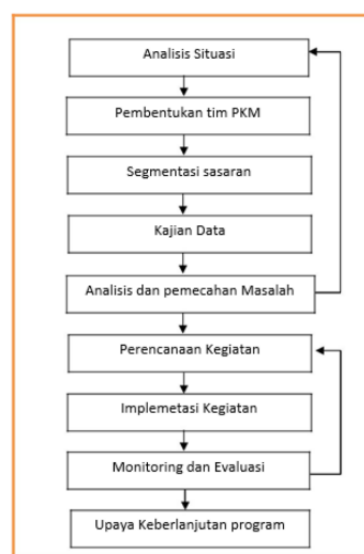 Analisis Situasi
Pembentukan tim PKM
Segmentasi sasaran
Kajian Data
Analisis dan pemecahan Masalah
Perencanaan Kegiatan
Implemetasi Kegiatan
Monitoring dan Evaluasi
Upaya Keberlanjutan program